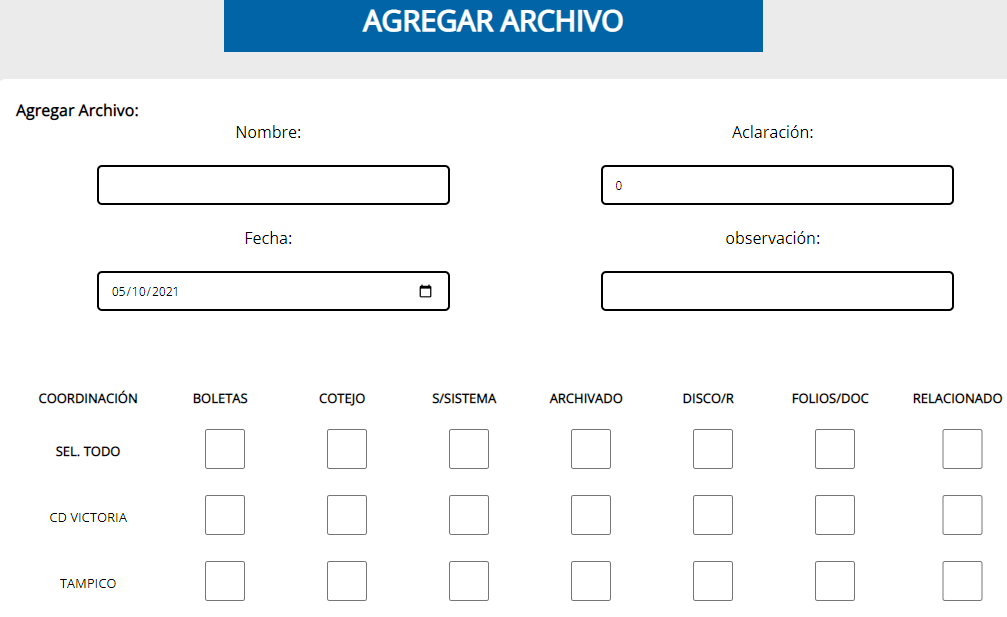 AGREGAR ARCHIVO
Agregar Archivo:
Nombre: Aclaración:
0
Fecha: observación:
05/10/2021
COORDINACIÓN BOLETAS COTEJO S/SISTEMA ARCHIVADO DISCO/R FOLIOS/DOC RELACIONADO
SEL. TODO
CD VICTORIA
TAMPICO